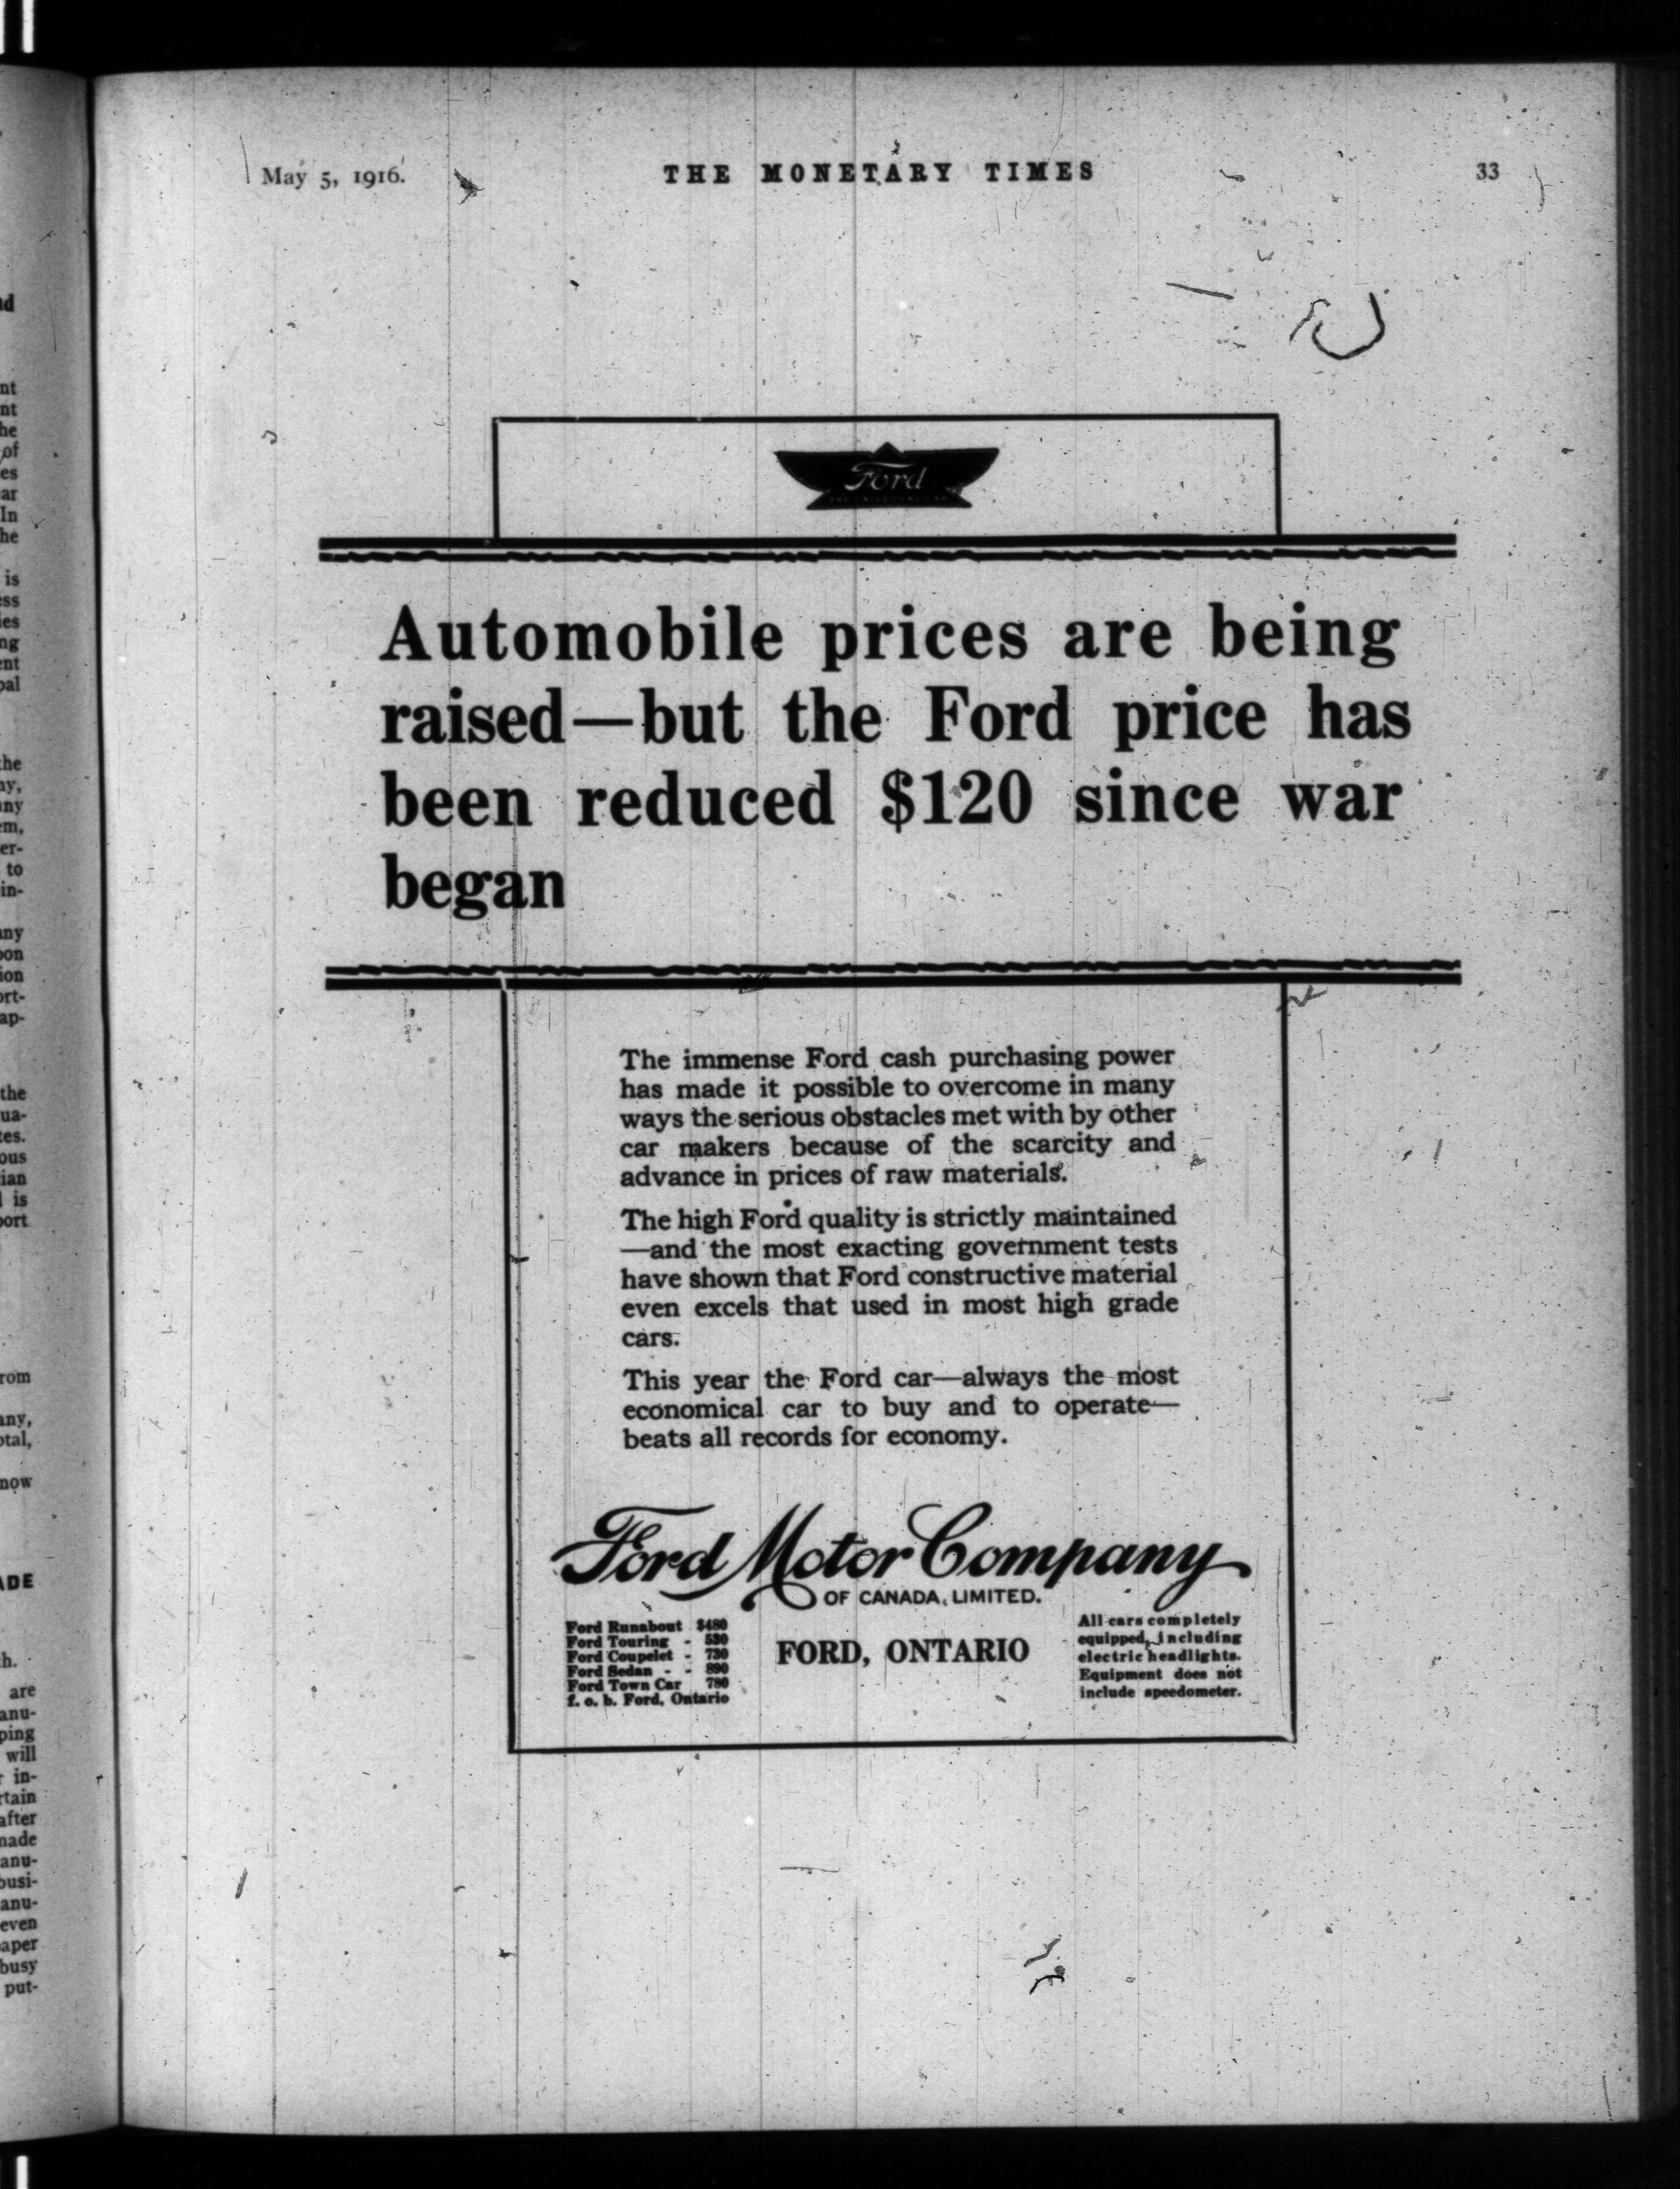 May 5, 1916.
THE MONETARY TIMES
33
Ford
Automobile prices are being
raised—but the Ford price has
been reduced $120 since war
began
The immense Ford cash purchasing power
has made it possible to overcome in many
ways the serious obstacles met with by other
car makers because of the scarcity and
advance in prices of raw materials.
The high Ford quality is strictly maintained
—and the most exacting government tests
have shown that Ford constructive material
even excels that used in most high grade
cars.
This year the Ford car—always the most
economical car to buy and to operate—
beats all records for economy.
Ford Motor Company
OF CANADA, LIMITED.
Ford Runabout $480
Ford Touring - 530
Ford Coupelet - 730
Ford Sedan - - 890
Ford Town Car 780
f. o. b. Ford, Ontario
FORD, ONTARIO
All cars completely
equipped, including
electric headlights.
Equipment does not
include speedometer.